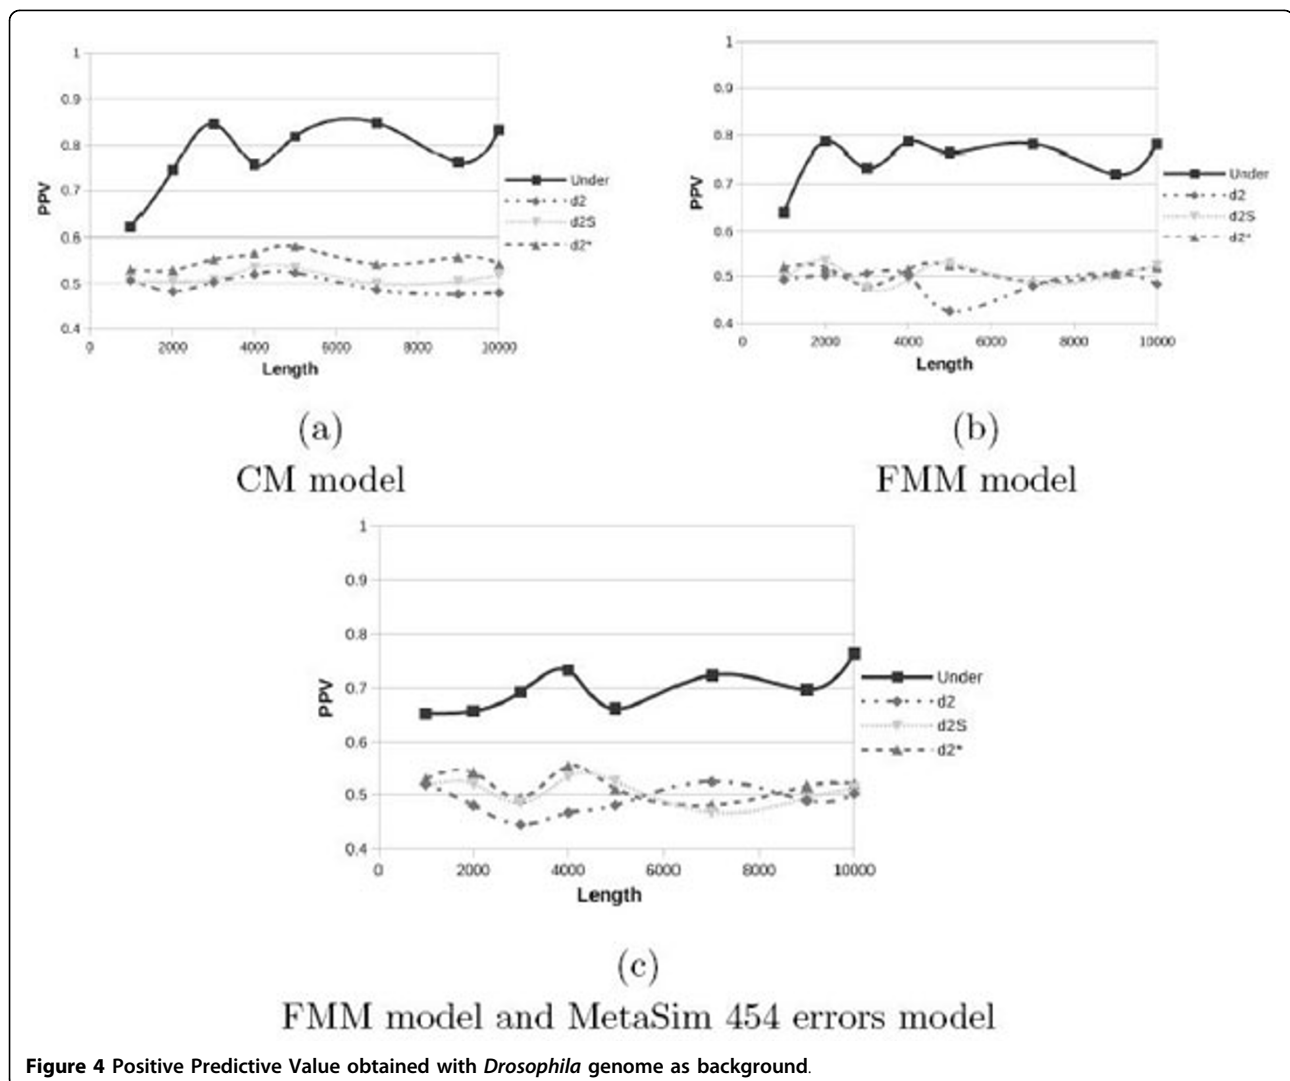 1
0.9
0.8
0.7
0.6
0.5
0.4
PPV
0 2000 4000 6000 8000 10000
Length
Under
d2
d2S
d2*
(a)
CM model
1
0.9
0.8
0.7
0.6
0.5
0.4
PPV
0 2000 4000 6000 8000 10000
Length
Under
d2
d2S
d2*
(b)
FMM model
1
0.9
0.8
0.7
0.6
0.5
0.4
PPV
0 2000 4000 6000 8000 10000
Length
Under
d2
d2S
d2*
(c)
FMM model and MetaSim 454 errors model
Figure 4 Positive Predictive Value obtained with Drosophila genome as background.